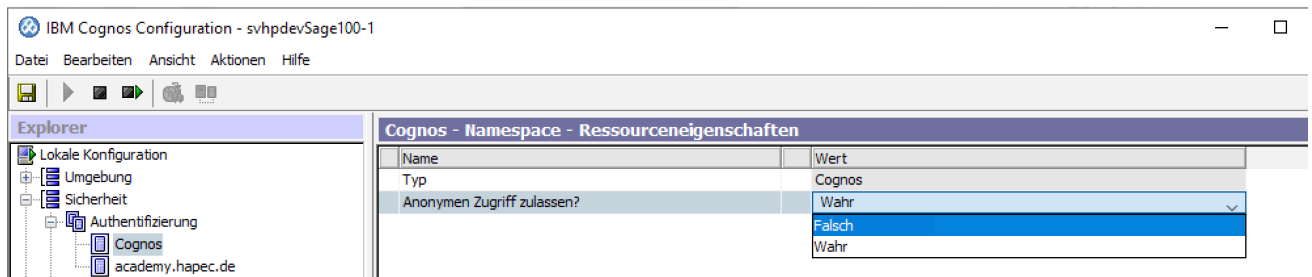 IBM Cognos Configuration - svhpdevSage100-1
Datei Bearbeiten Ansicht Aktionen Hilfe
Explorer
Lokale Konfiguration
Umgebung
Sicherheit
Authentifizierung
Cognos
academy.hapec.de
Cognos - Namespace - Ressourceneigenschaften
Name Wert
Typ Cognos
Anonymen Zugriff zulassen? Wahr
Falsch
Wahr